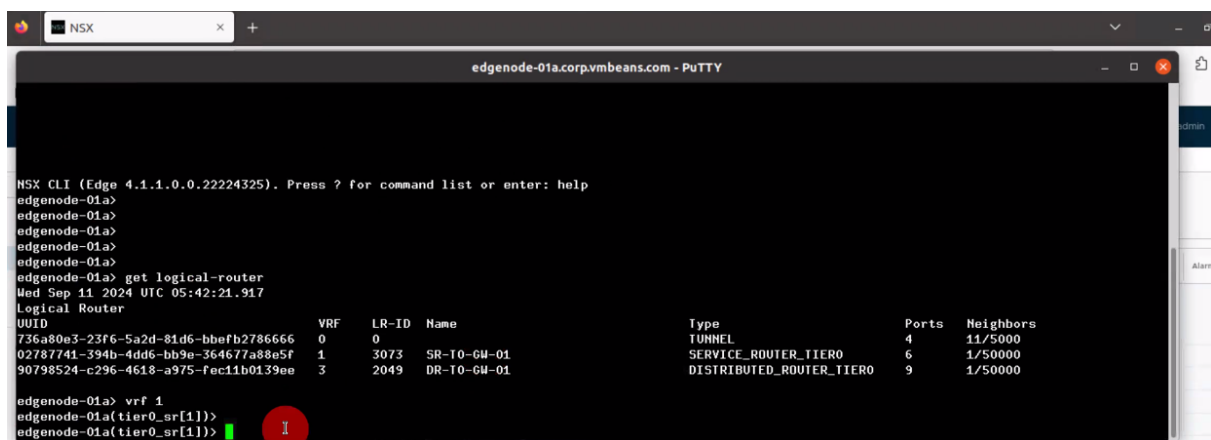 NSX
edgenode-01a.corp.vmbeans.com - PuTTY
admin
NSX CLI (Edge 4.1.1.0.0.22224325). Press ? for command list or enter: help
edgenode-01a>
edgenode-01a>
edgenode-01a>
edgenode-01a>
edgenode-01a>
edgenode-01a> get logical-router
Wed Sep 11 2024 UTC 05:42:21.917
Logical Router
UUID VRF LR-ID Name Type Ports Neighbors
736a80e3-23f6-5a2d-81d6-bbefb2786666 0 0 TUNNEL 4 11/5000
02787741-394b-4dd6-bb9e-364677a88e5f 1 3073 SR-T0-GW-01 SERVICE_ROUTER_TIER0 6 1/50000
90798524-c296-4618-a975-fec11b0139ee 3 2049 DR-T0-GW-01 DISTRIBUTED_ROUTER_TIER0 9 1/50000
edgenode-01a> vrf 1
edgenode-01a(tier0_sr[1])>
edgenode-01a(tier0_sr[1])>